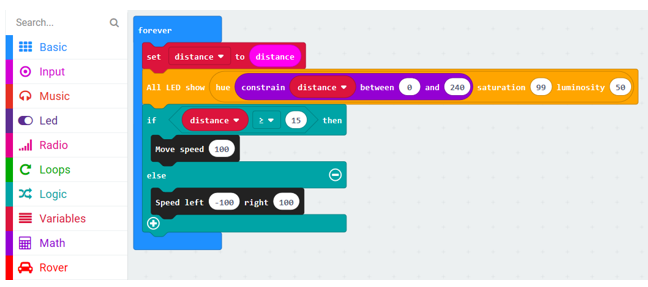 Search...
Basic
Input
Music
Led
Radio
Loops
Logic
Variables
Math
Rover
forever
set distance to distance
All LED show hue constrain distance between 0 and 240 saturation 99 luminosity 50
if distance ≥ 15 then
Move speed 100
else
Speed left -100 right 100